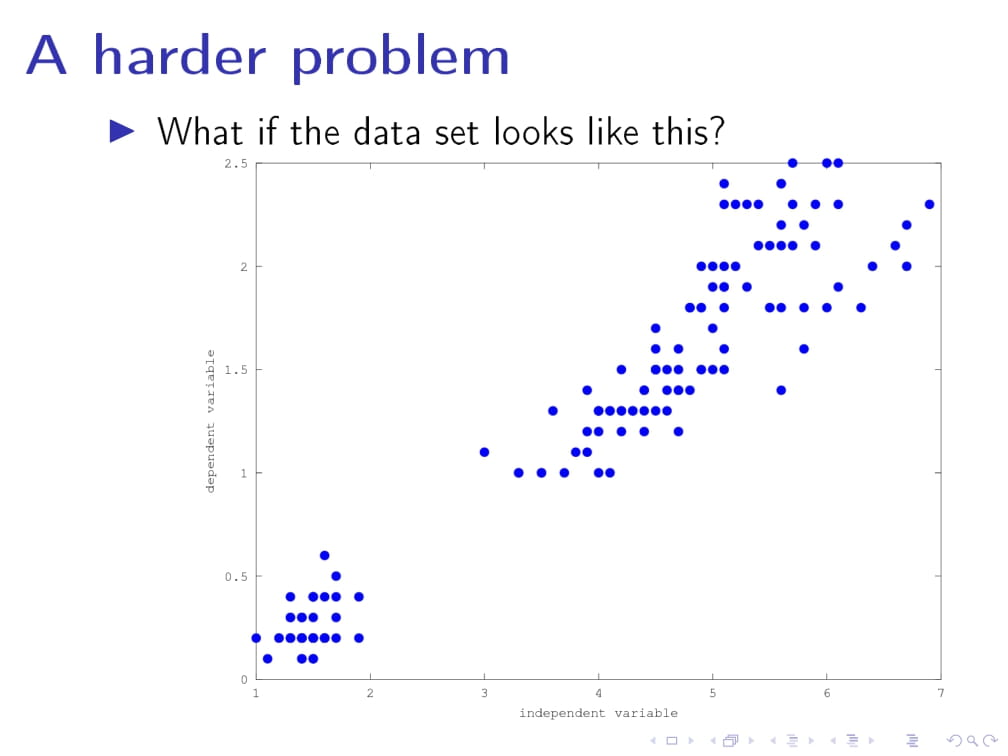 A harder problem
▶ What if the data set looks like this?
2.5
2
1.5
1
0.5
0
dependent variable
1 2 3 4 5 6 7
independent variable